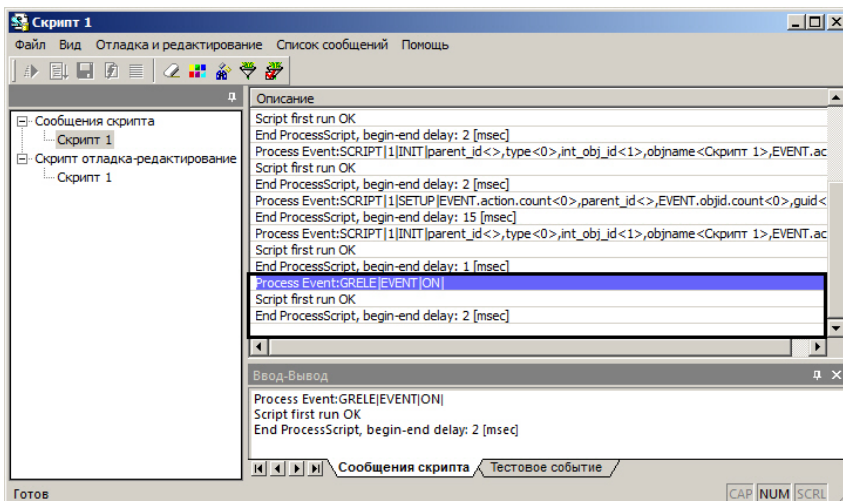 Скрипт 1
Файл Вид Отладка и редактирование Список сообщений Помощь
Описание
Сообщения скрипта
Скрипт 1
Скрипт отладка-редактирование
Скрипт 1
Script first run OK
End ProcessScript, begin-end delay: 2 [msec]
Process Event:SCRIPT|1|INIT|parent_id<>,type<0>,int_obj_id<1>,objname<Скрипт 1>,EVENT.ac
Script first run OK
End ProcessScript, begin-end delay: 2 [msec]
Process Event:SCRIPT|1|SETUP|EVENT.action.count<0>,parent_id<>,EVENT.objid.count<0>,guid<
End ProcessScript, begin-end delay: 15 [msec]
Process Event:SCRIPT|1|INIT|parent_id<>,type<0>,int_obj_id<1>,objname<Скрипт 1>,EVENT.ac
Script first run OK
End ProcessScript, begin-end delay: 1 [msec]
Process Event:GRELE|EVENT|ON|
Script first run OK
End ProcessScript, begin-end delay: 2 [msec]
Ввод-Вывод
Process Event:GRELE|EVENT|ON|
Script first run OK
End ProcessScript, begin-end delay: 2 [msec]
Сообщения скрипта Тестовое событие
Готов CAP NUM SCRL